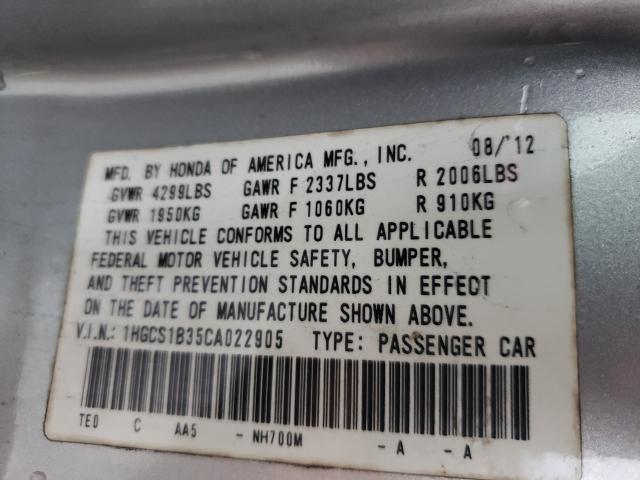 MFD. BY HONDA OF AMERICA MFG., INC. 08/'12
GVWR 4299LBS GAWR F 2337LBS R 2006LBS
GVWR 1950KG GAWR F 1060KG R 910KG
THIS VEHICLE CONFORMS TO ALL APPLICABLE
FEDERAL MOTOR VEHICLE SAFETY, BUMPER,
AND THEFT PREVENTION STANDARDS IN EFFECT
ON THE DATE OF MANUFACTURE SHOWN ABOVE.
V.I.N.: 1HGCS1B35CA022905 TYPE: PASSENGER CAR
TE0 C AA5 - NH700M - A - A